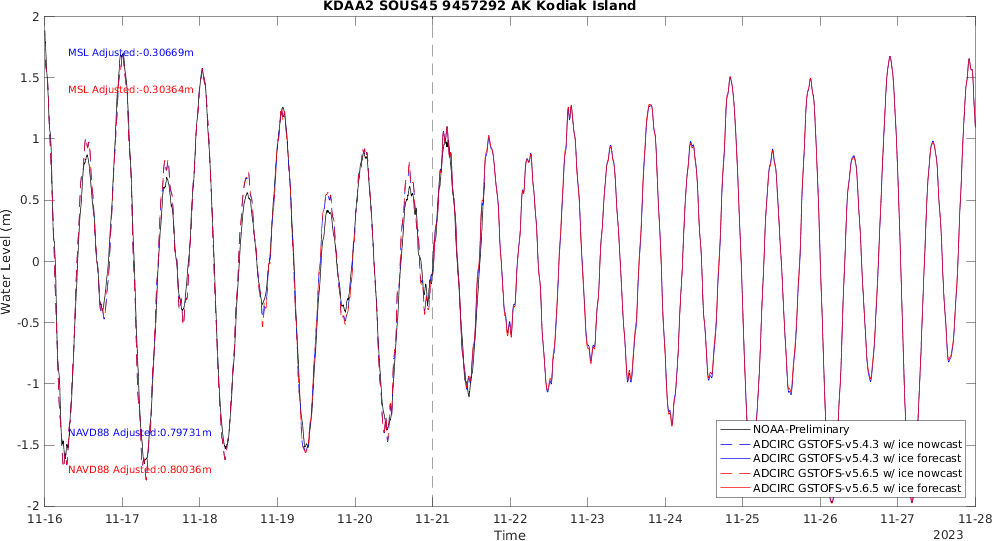 KDAA2 SOUS45 9457292 AK Kodiak Island
2
1.5
1
0.5
0
-0.5
-1
-1.5
-2
Water Level (m)
MSL Adjusted:-0.30669m
MSL Adjusted:-0.30364m
NAVD88 Adjusted:0.79731m
NAVD88 Adjusted:0.80036m
NOAA-Preliminary
ADCIRC GSTOFS-v5.4.3 w/ ice nowcast
ADCIRC GSTOFS-v5.4.3 w/ ice forecast
ADCIRC GSTOFS-v5.6.5 w/ ice nowcast
ADCIRC GSTOFS-v5.6.5 w/ ice forecast
11-16 11-17 11-18 11-19 11-20 11-21 11-22 11-23 11-24 11-25 11-26 11-27 11-28
Time
2023